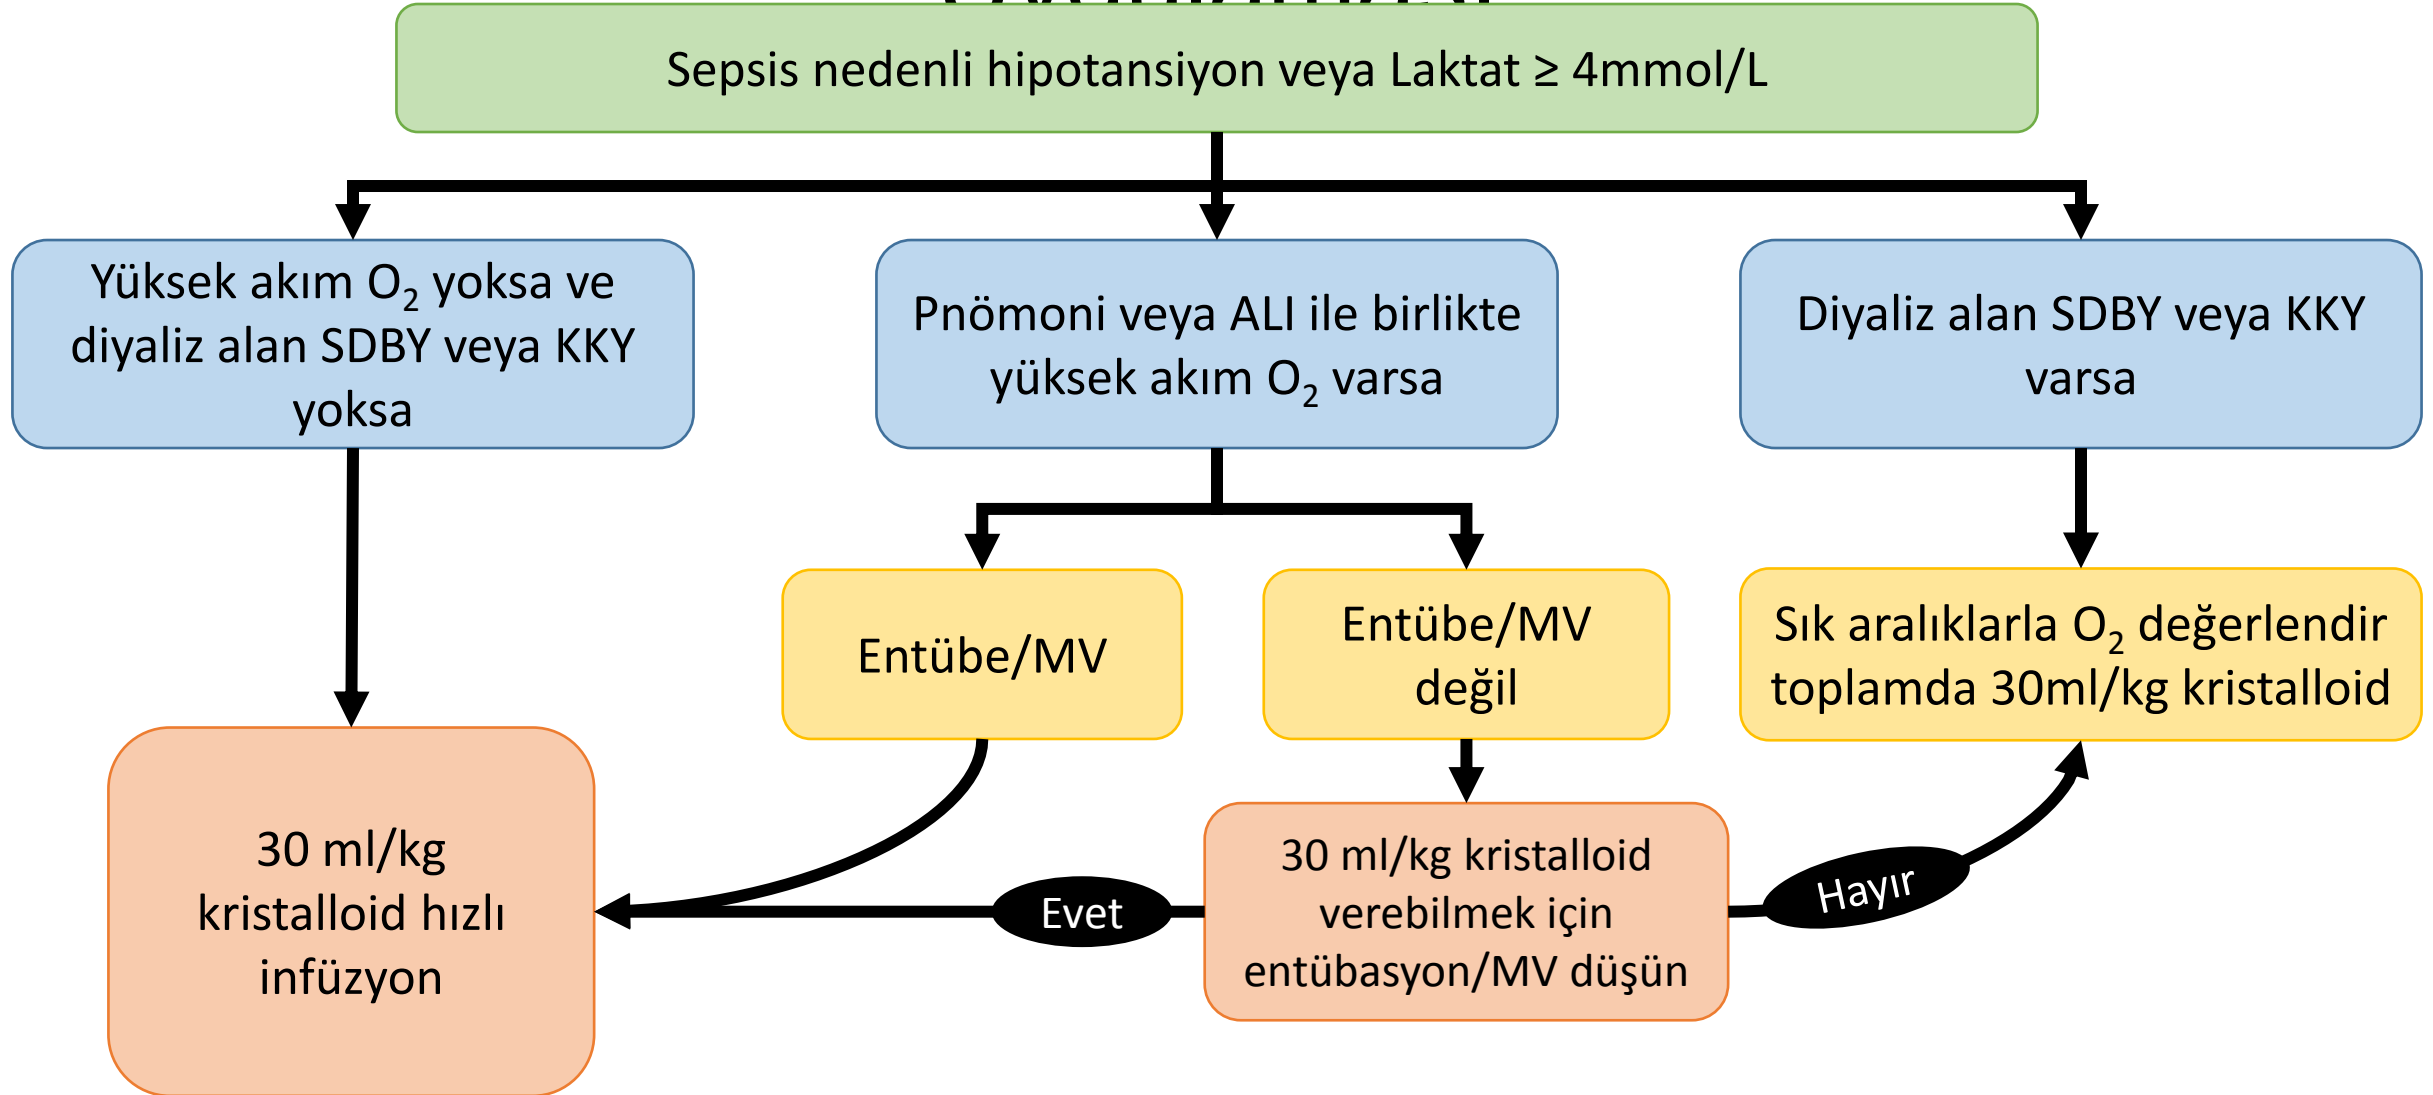 Sepsis nedenli hipotansiyon veya Laktat ≥ 4mmol/L
Yüksek akım O₂ yoksa ve
diyaliz alan SDBY veya KKY
yoksa
Pnömoni veya ALI ile birlikte
yüksek akım O₂ varsa
Diyaliz alan SDBY veya KKY
varsa
Entübe/MV
Entübe/MV
değil
Sık aralıklarla O₂ değerlendir
toplamda 30ml/kg kristalloid
30 ml/kg
kristalloid hızlı
infüzyon
Evet
30 ml/kg kristalloid
verebilmek için
entübasyon/MV düşün
Hayır